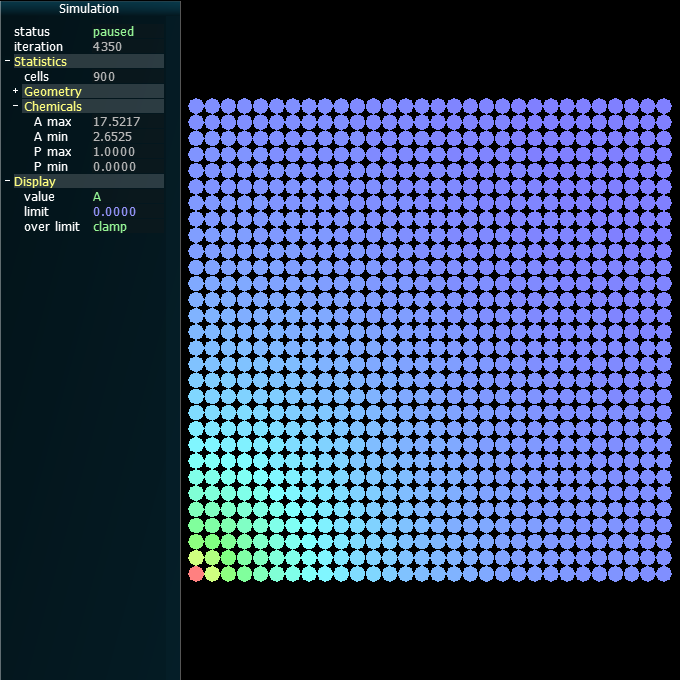 Simulation
status paused
iteration 4350
- Statistics
cells 900
+ Geometry
- Chemicals
A max 17.5217
A min 2.6525
P max 1.0000
P min 0.0000
- Display
value A
limit 0.0000
over limit clamp